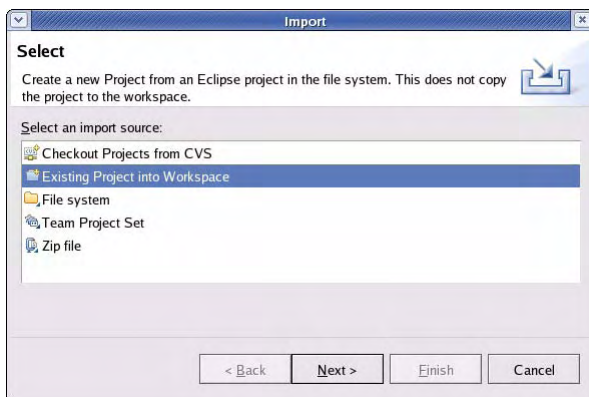 Import
Select
Create a new Project from an Eclipse project in the file system. This does not copy
the project to the workspace.
Select an import source:
Checkout Projects from CVS
Existing Project into Workspace
File system
Team Project Set
Zip file
< Back
Next >
Finish
Cancel